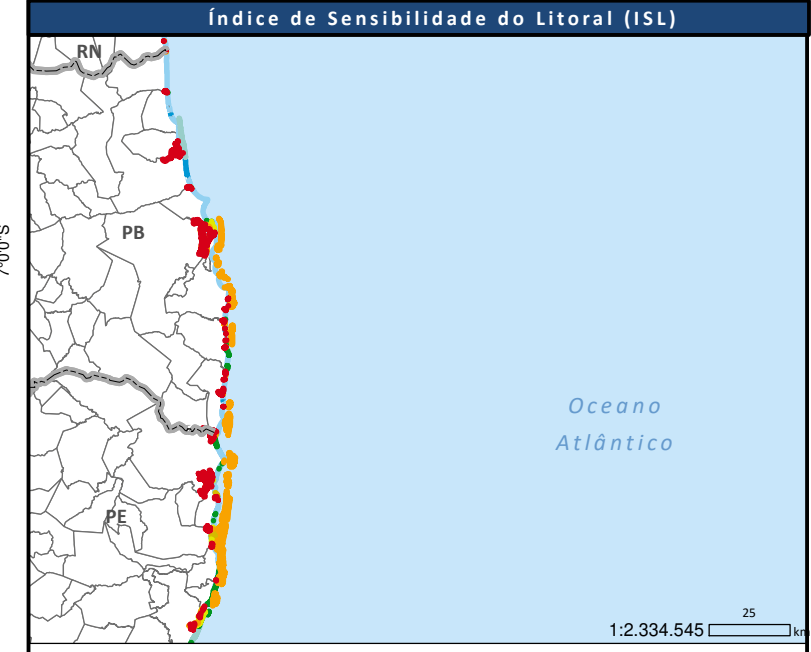 Índice de Sensibilidade do Litoral (ISL)
RN
PB
7°0'0"S
Oceano
Atlântico
PE
25
1:2.334.545
km